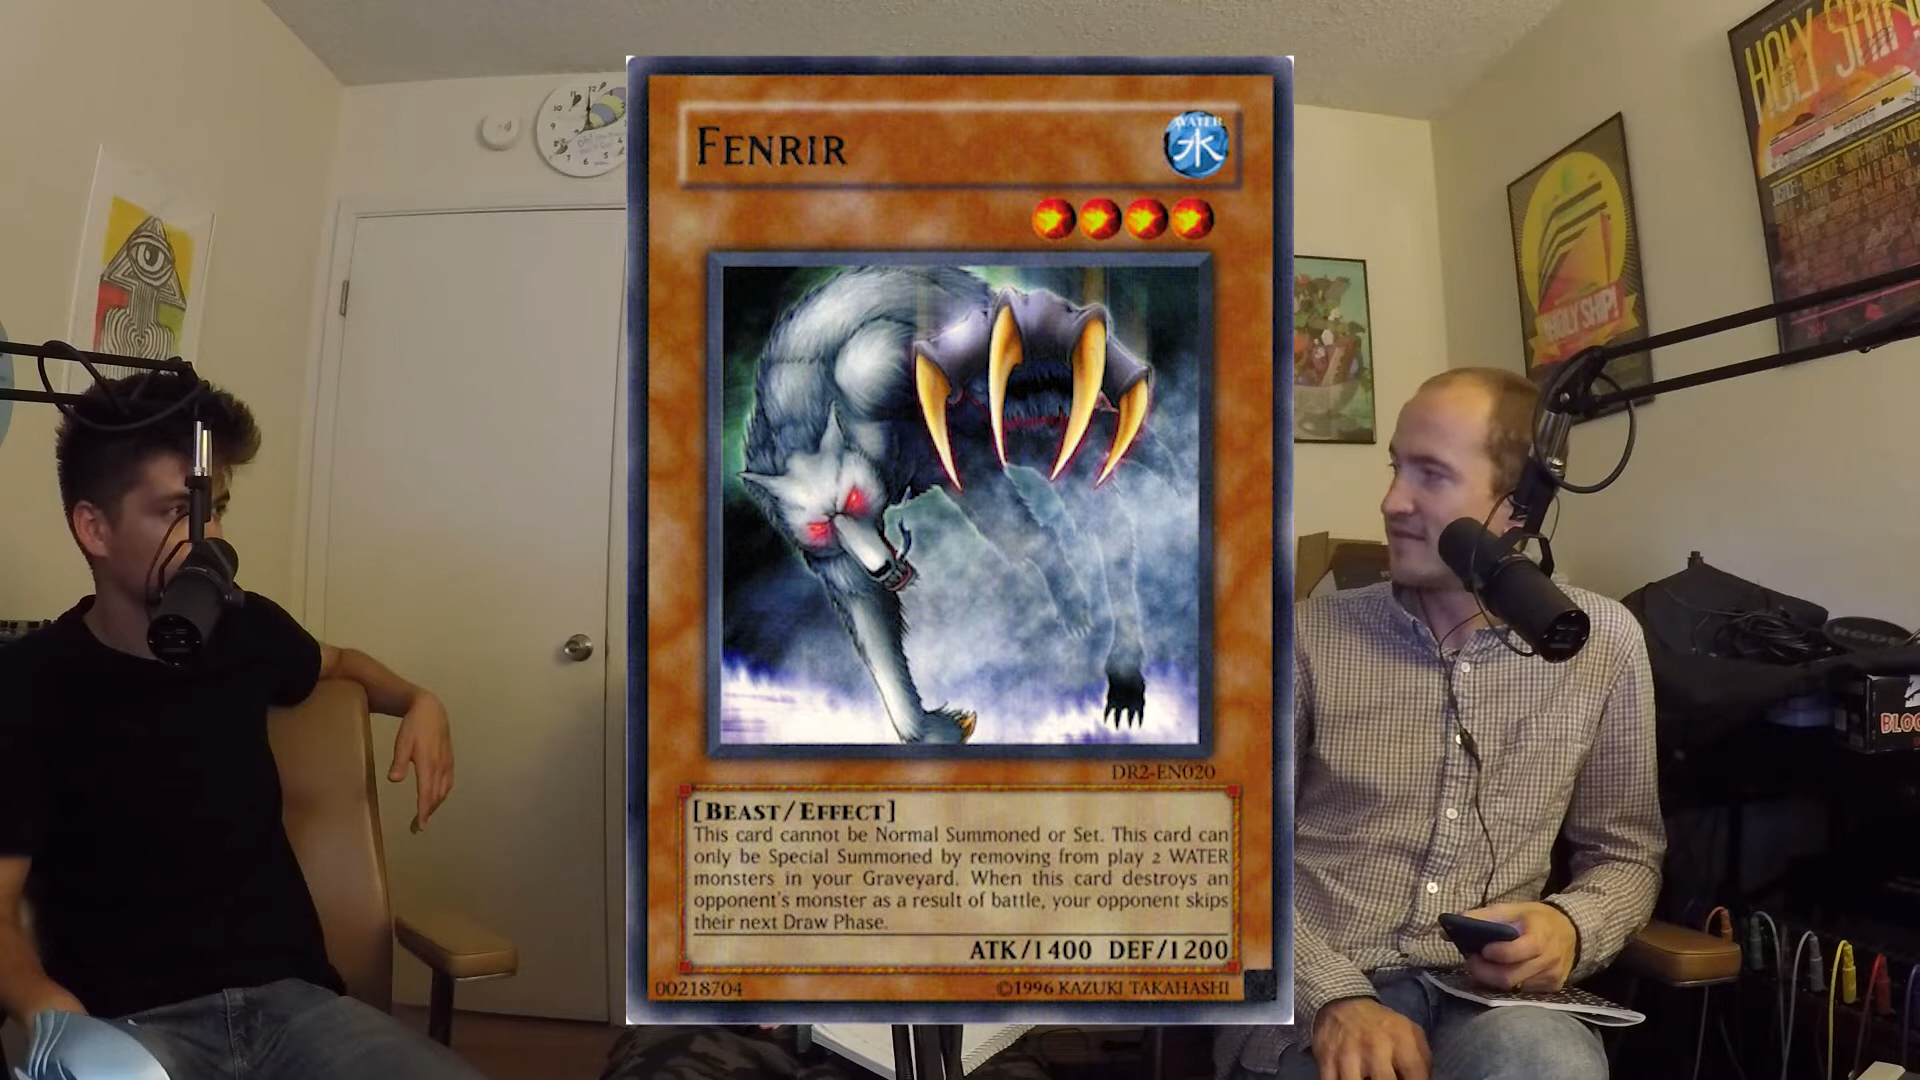 FENRIR
WATER
水
DR2-EN020
[BEAST/EFFECT]
This card cannot be Normal Summoned or Set. This card can
only be Special Summoned by removing from play 2 WATER
monsters in your Graveyard. When this card destroys an
opponent's monster as a result of battle, your opponent skips
their next Draw Phase.
ATK/1400 DEF/1200
00218704
©1996 KAZUKI TAKAHASHI
HOLY SHIP!
HOLY SHIP!
RODE
BLOO